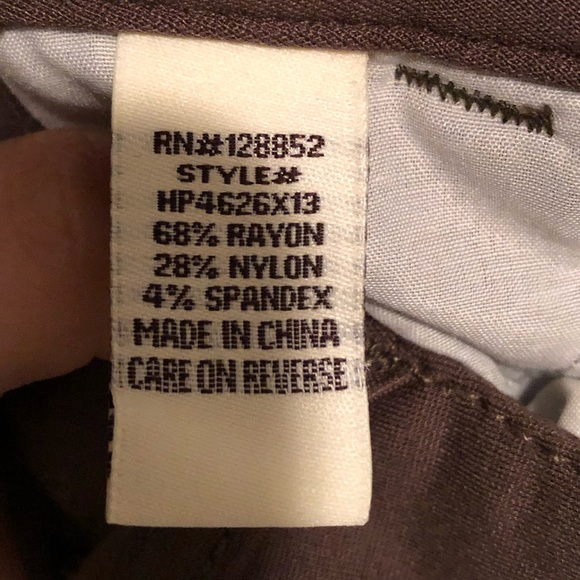 RN#128852
STYLE#
HP4626X13
68% RAYON
28% NYLON
4% SPANDEX
MADE IN CHINA
CARE ON REVERSE